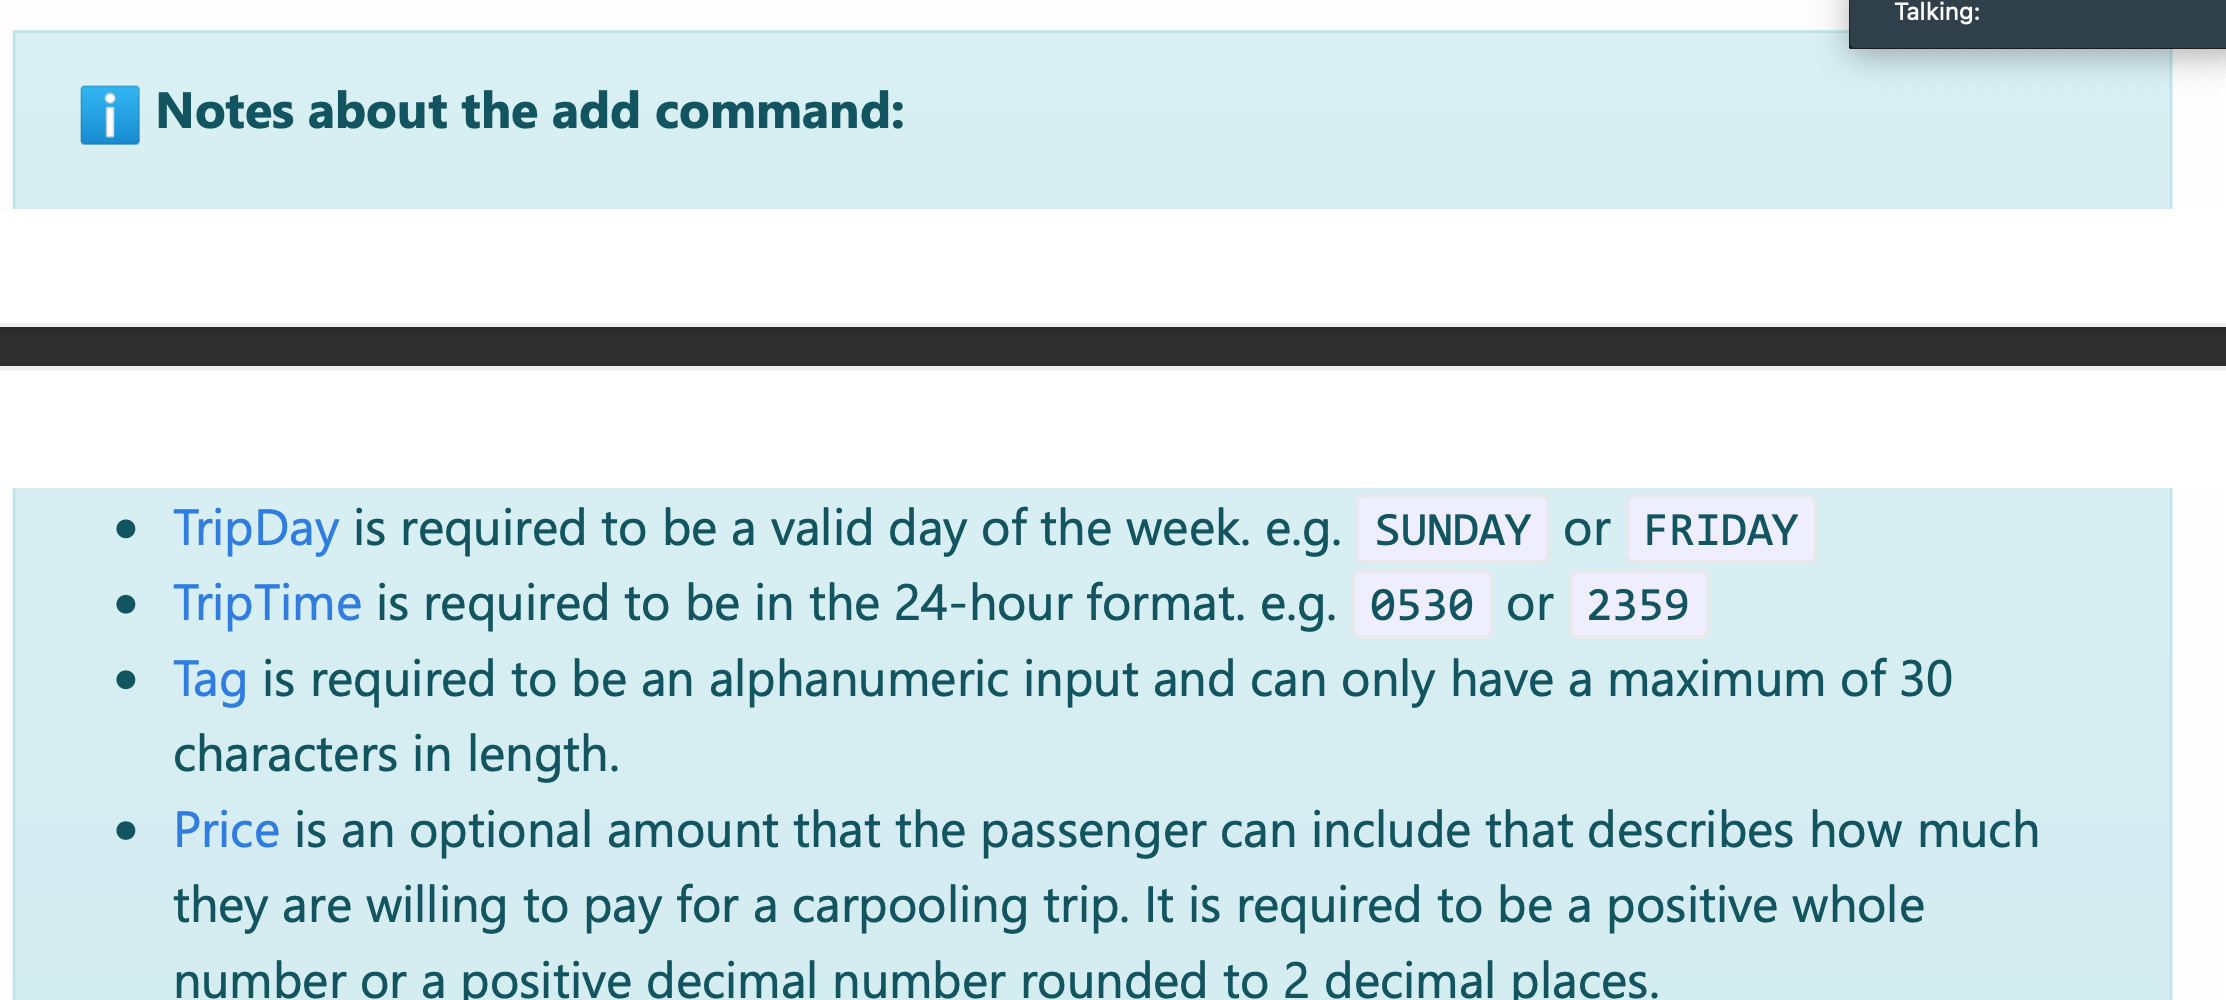 Talking:
Notes about the add command:
TripDay is required to be a valid day of the week. e.g. SUNDAY or FRIDAY
TripTime is required to be in the 24-hour format. e.g. 0530 or 2359
Tag is required to be an alphanumeric input and can only have a maximum of 30
characters in length.
Price is an optional amount that the passenger can include that describes how much
they are willing to pay for a carpooling trip. It is required to be a positive whole
number or a positive decimal number rounded to 2 decimal places.